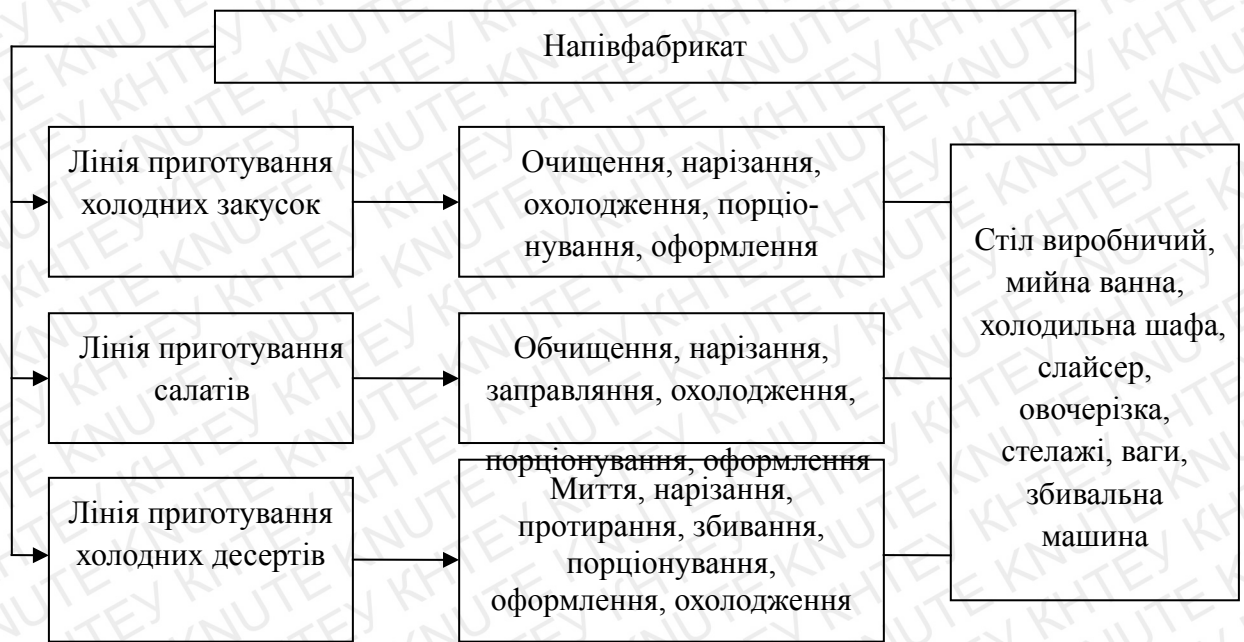 Напівфабрикат
Лінія приготування
холодних закусок
Очищення, нарізання,
охолодження, порціо-
нування, оформлення
Лінія приготування
салатів
Обчищення, нарізання,
заправляння, охолодження,
порціонування, оформлення
Лінія приготування
холодних десертів
Миття, нарізання,
протирання, збивання,
порціонування,
оформлення, охолодження
Стіл виробничий,
мийна ванна,
холодильна шафа,
слайсер,
овочерізка,
стелажі, ваги,
збивальна
машина